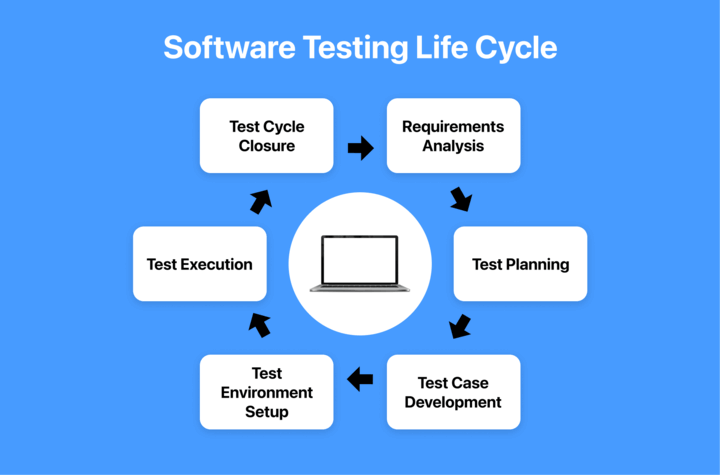 Software Testing Life Cycle
Test Cycle
Closure
Requirements
Analysis
Test Execution
Test Planning
Test
Environment
Setup
Test Case
Development